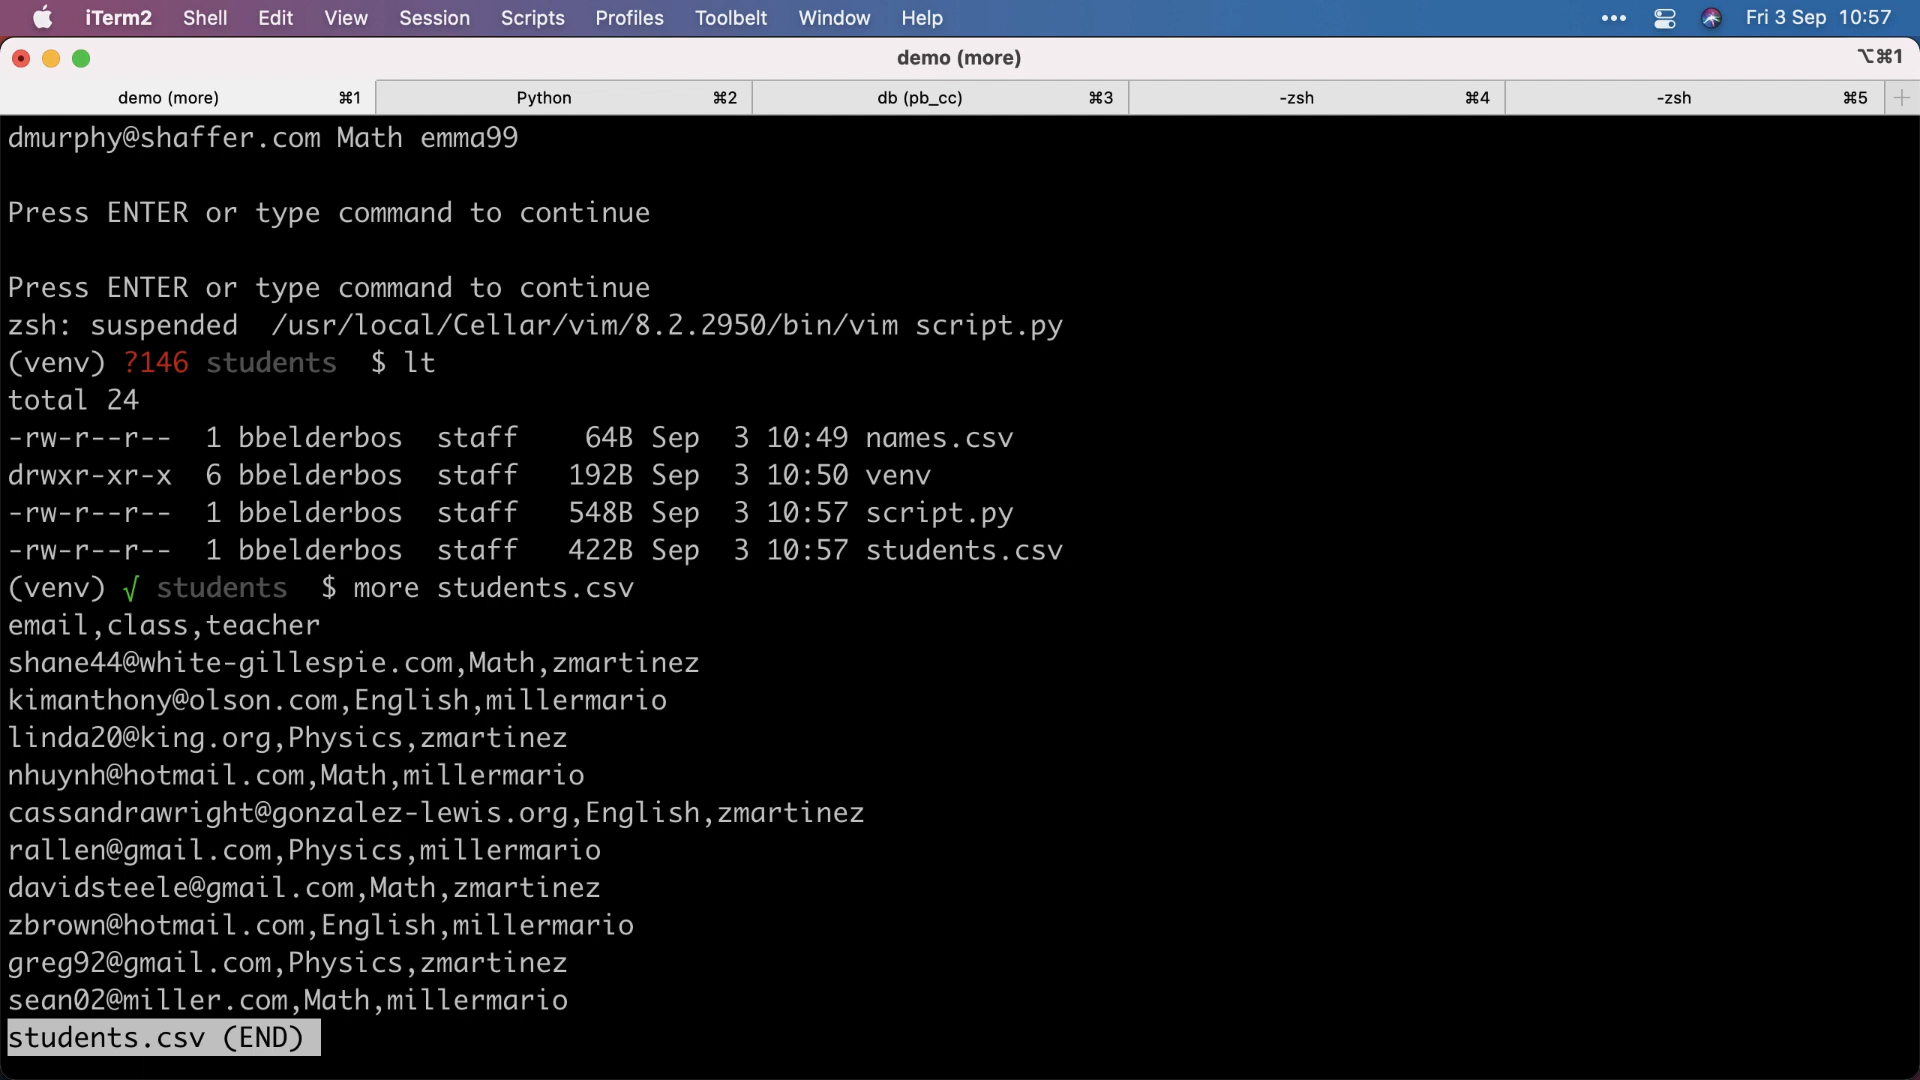 iTerm2 Shell Edit View Session Scripts Profiles Toolbelt Window Help Fri 3 Sep 10:57
demo (more) ⌥⌘1
demo (more) ⌘1 Python ⌘2 db (pb_cc) ⌘3 -zsh ⌘4 -zsh ⌘5
dmurphy@shaffer.com Math emma99
Press ENTER or type command to continue
Press ENTER or type command to continue
zsh: suspended  /usr/local/Cellar/vim/8.2.2950/bin/vim script.py
(venv) ?146 students  $ lt
total 24
-rw-r--r--  1 bbelderbos  staff    64B Sep  3 10:49 names.csv
drwxr-xr-x  6 bbelderbos  staff   192B Sep  3 10:50 venv
-rw-r--r--  1 bbelderbos  staff   548B Sep  3 10:57 script.py
-rw-r--r--  1 bbelderbos  staff   422B Sep  3 10:57 students.csv
(venv) √ students  $ more students.csv
email,class,teacher
shane44@white-gillespie.com,Math,zmartinez
kimanthony@olson.com,English,millermario
linda20@king.org,Physics,zmartinez
nhuynh@hotmail.com,Math,millermario
cassandrawright@gonzalez-lewis.org,English,zmartinez
rallen@gmail.com,Physics,millermario
davidsteele@gmail.com,Math,zmartinez
zbrown@hotmail.com,English,millermario
greg92@gmail.com,Physics,zmartinez
sean02@miller.com,Math,millermario
students.csv (END)